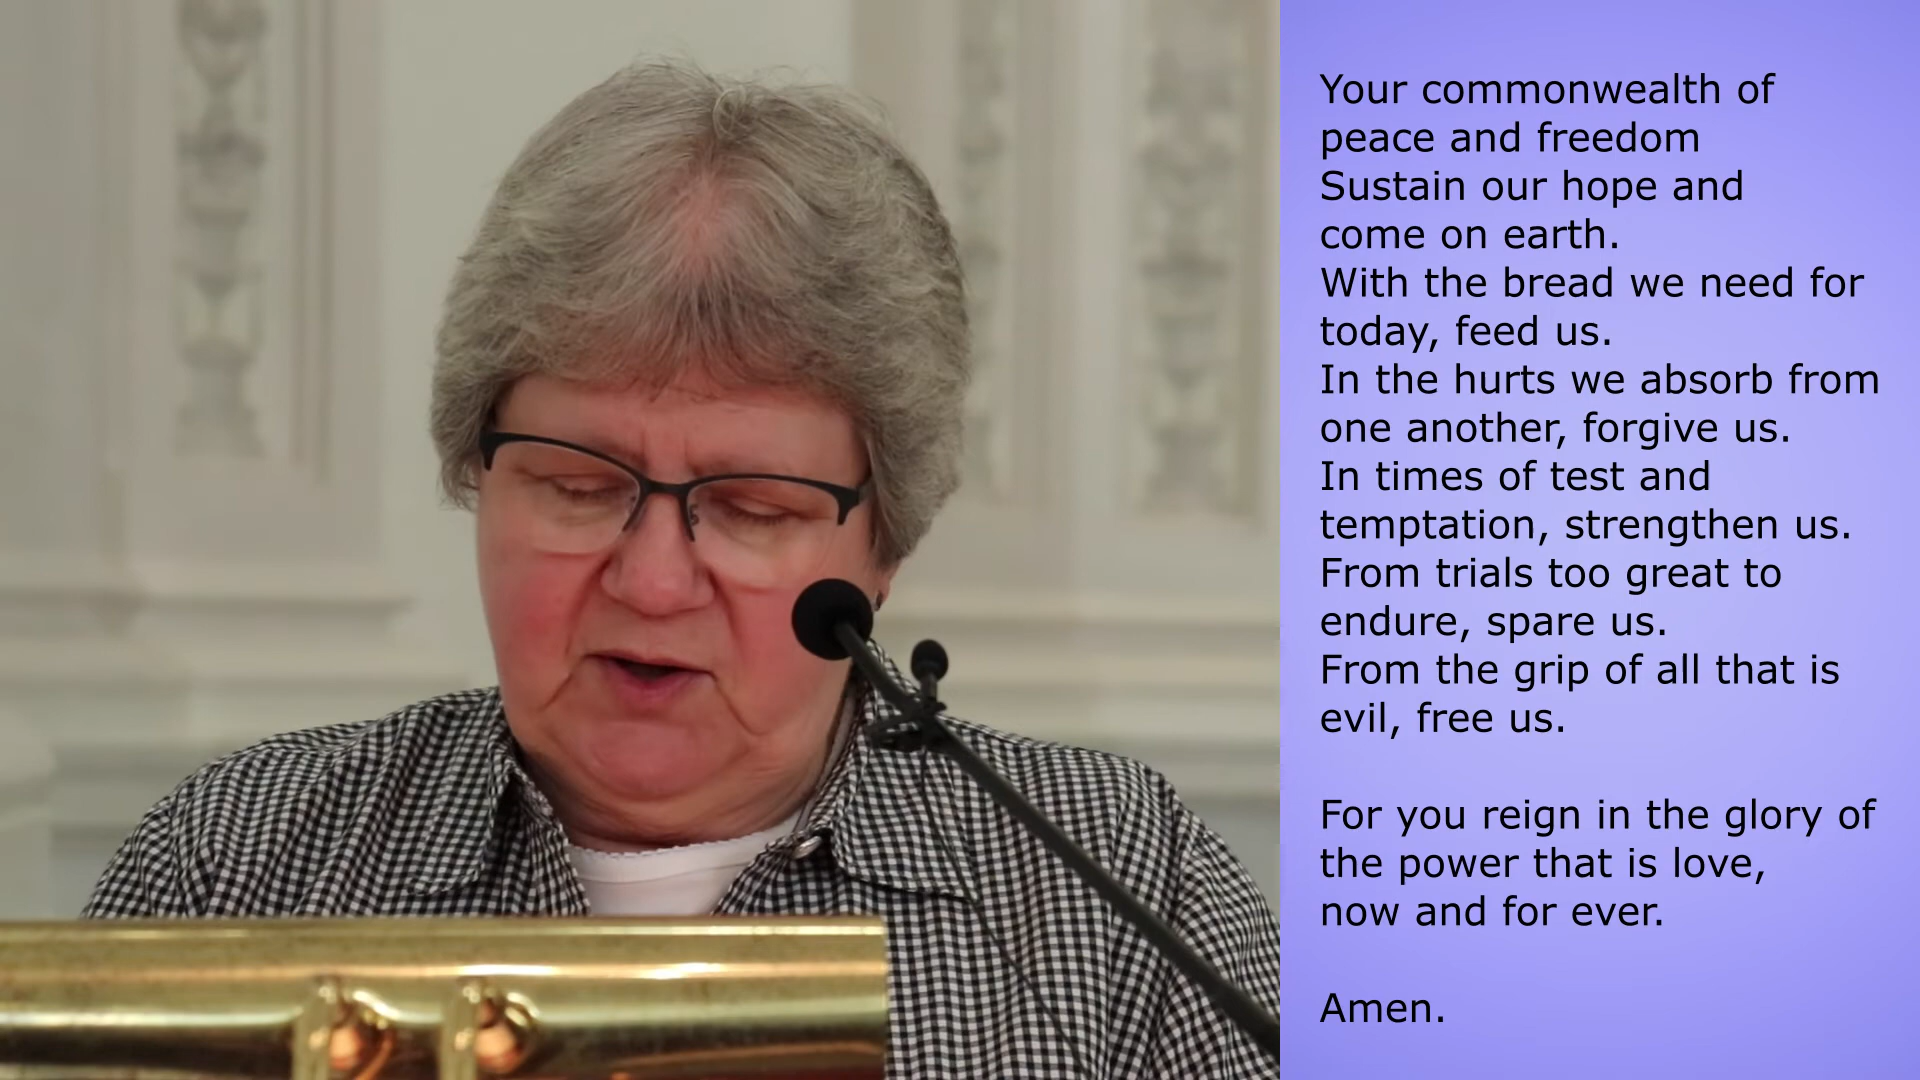 Your commonwealth of
peace and freedom
Sustain our hope and
come on earth.
With the bread we need for
today, feed us.
In the hurts we absorb from
one another, forgive us.
In times of test and
temptation, strengthen us.
From trials too great to
endure, spare us.
From the grip of all that is
evil, free us.
For you reign in the glory of
the power that is love,
now and for ever.
Amen.